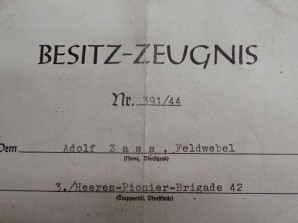 BESITZ-ZEUGNIS
Nr. 391/44
Dem Adolf Zass, Feldwebel
(Name, Dienstgrad)
3./Heeres-Pionier-Brigade 42
(Truppenteil, Dienststelle)